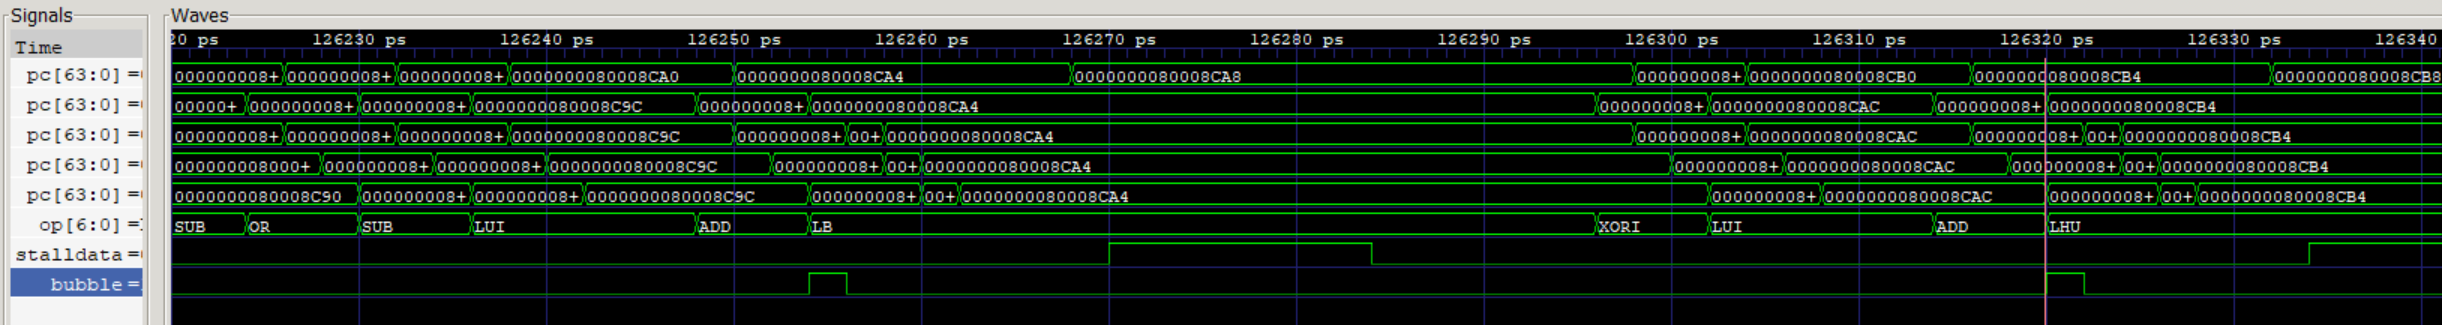 Signals Waves
Time 20 ps 126230 ps 126240 ps 126250 ps 126260 ps 126270 ps 126280 ps 126290 ps 126300 ps 126310 ps 126320 ps 126330 ps 126340
pc[63:0] = 000000008+ 000000008+ 000000008+ 0000000080008CA0 0000000080008CA4 0000000080008CA8 000000008+ 0000000080008CB0 0000000080008CB4 0000000080008CB8
pc[63:0] = 00000+ 000000008+ 000000008+ 0000000080008C9C 000000008+ 0000000080008CA4 000000008+ 0000000080008CAC 000000008+ 0000000080008CB4
pc[63:0] = 000000008+ 000000008+ 000000008+ 0000000080008C9C 000000008+ 00+ 0000000080008CA4 000000008+ 0000000080008CAC 000000008+ 00+ 0000000080008CB4
pc[63:0] = 000000008000+ 000000008+ 000000008+ 0000000080008C9C 000000008+ 00+ 0000000080008CA4 000000008+ 0000000080008CAC 000000008+ 00+ 0000000080008CB4
pc[63:0] = 0000000080008C90 000000008+ 000000008+ 0000000080008C9C 000000008+ 00+ 0000000080008CA4 000000008+ 0000000080008CAC 000000008+ 00+ 0000000080008CB4
op[6:0] = SUB OR SUB LUI ADD LB XORI LUI ADD LHU
stalldata =
bubble =